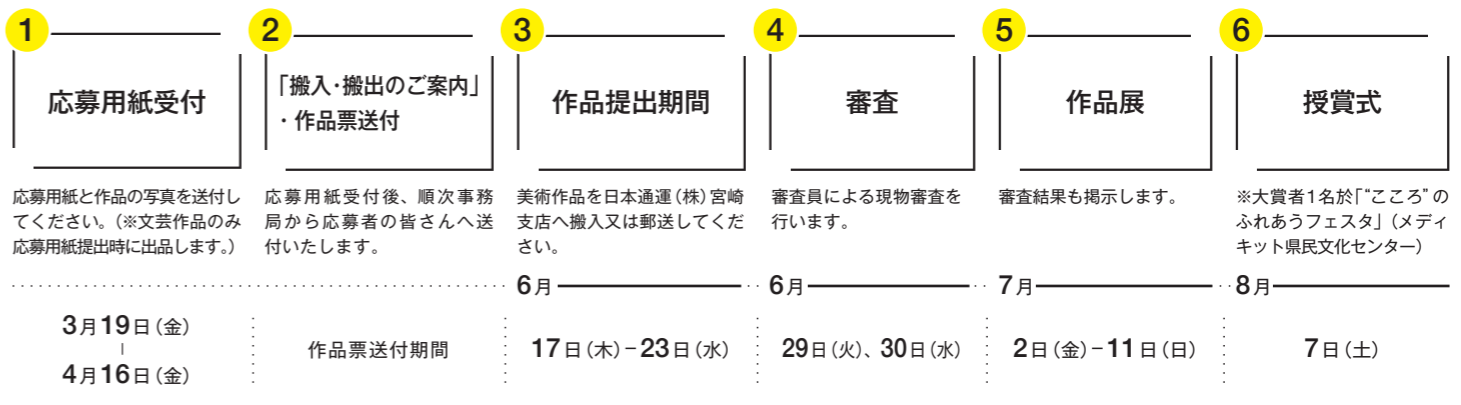 1
応募用紙受付
応募用紙と作品の写真を送付し
てください。（※文芸作品のみ
応募用紙提出時に出品します。）
3月19日（金）
–
4月16日（金）
2
「搬入・搬出のご案内」
・作品票送付
応募用紙受付後、順次事務
局から応募者の皆さんへ送
付いたします。
作品票送付期間
3
作品提出期間
美術作品を日本通運（株）宮崎
支店へ搬入又は郵送してくだ
さい。
6月
17日（木）–23日（水）
4
審査
審査員による現物審査を
行います。
6月
29日（火）、30日（水）
5
作品展
審査結果も掲示します。
7月
2日（金）–11日（日）
6
授賞式
※大賞者1名於「“こころ”の
ふれあうフェスタ」（メディ
キット県民文化センター）
8月
7日（土）